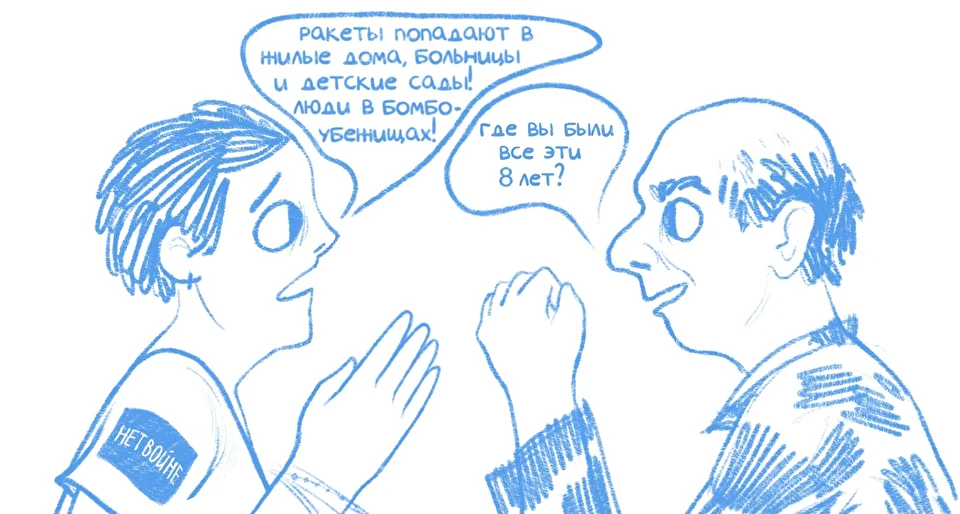 Ракеты попадают в
жилые дома, больницы
и детские сады!
Люди в бомбо-
убежищах!
Где вы были
все эти
8 лет?
НЕТ ВОЙНЕ